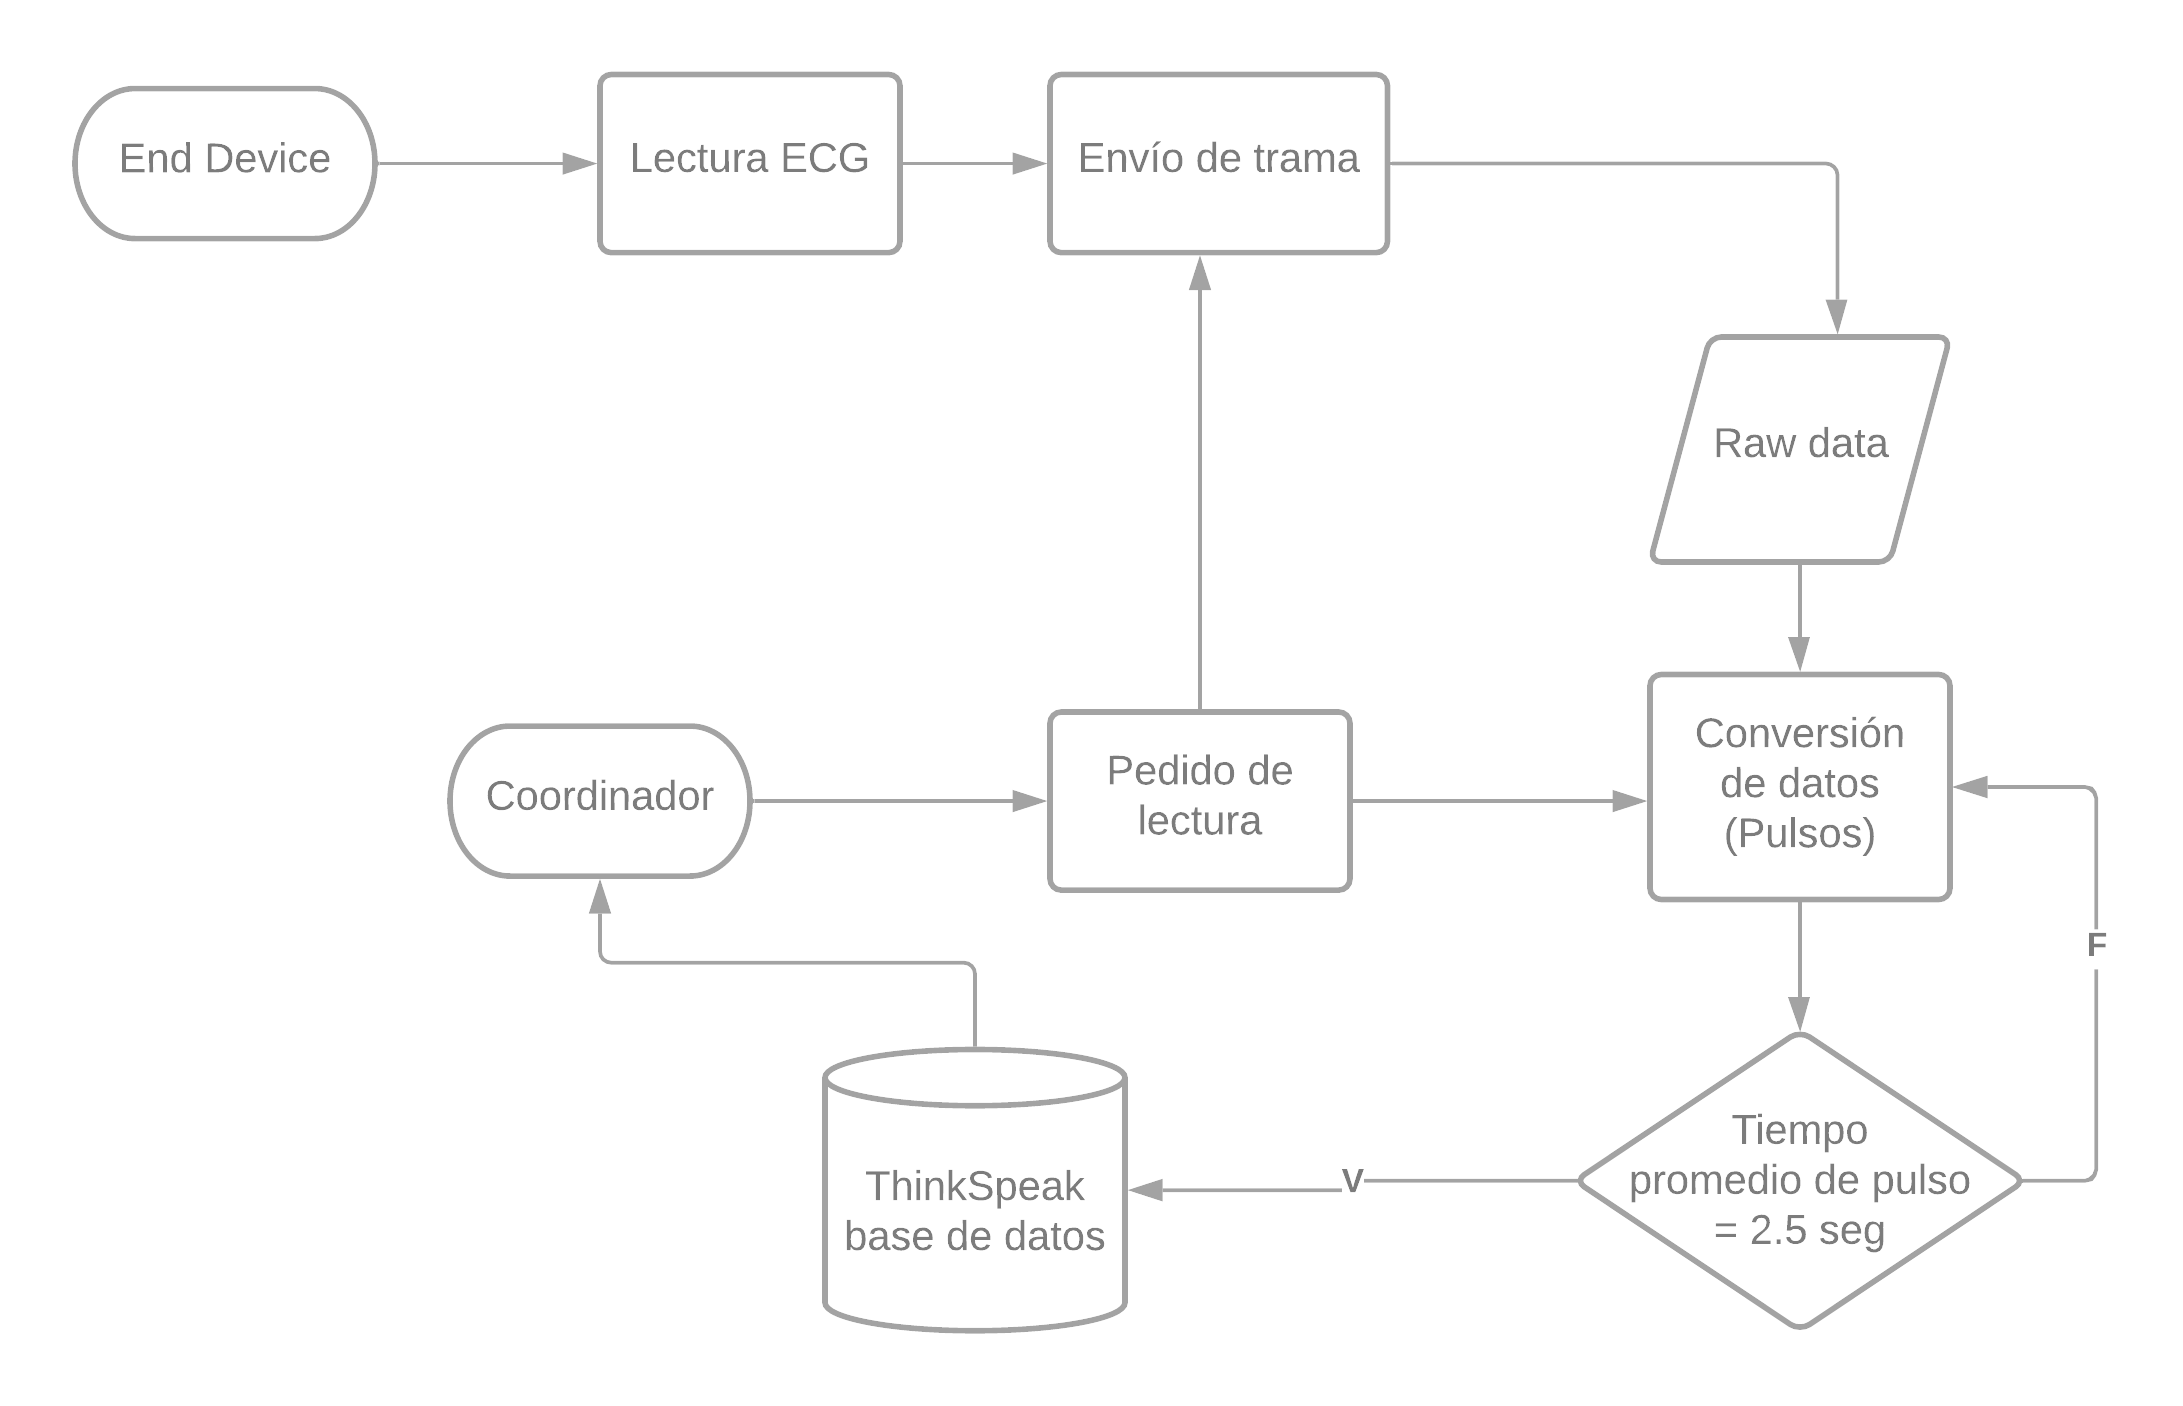 End Device
Lectura ECG
Envío de trama
Raw data
Coordinador
Pedido de
lectura
Conversión
de datos
(Pulsos)
F
ThinkSpeak
base de datos
V
Tiempo
promedio de pulso
= 2.5 seg